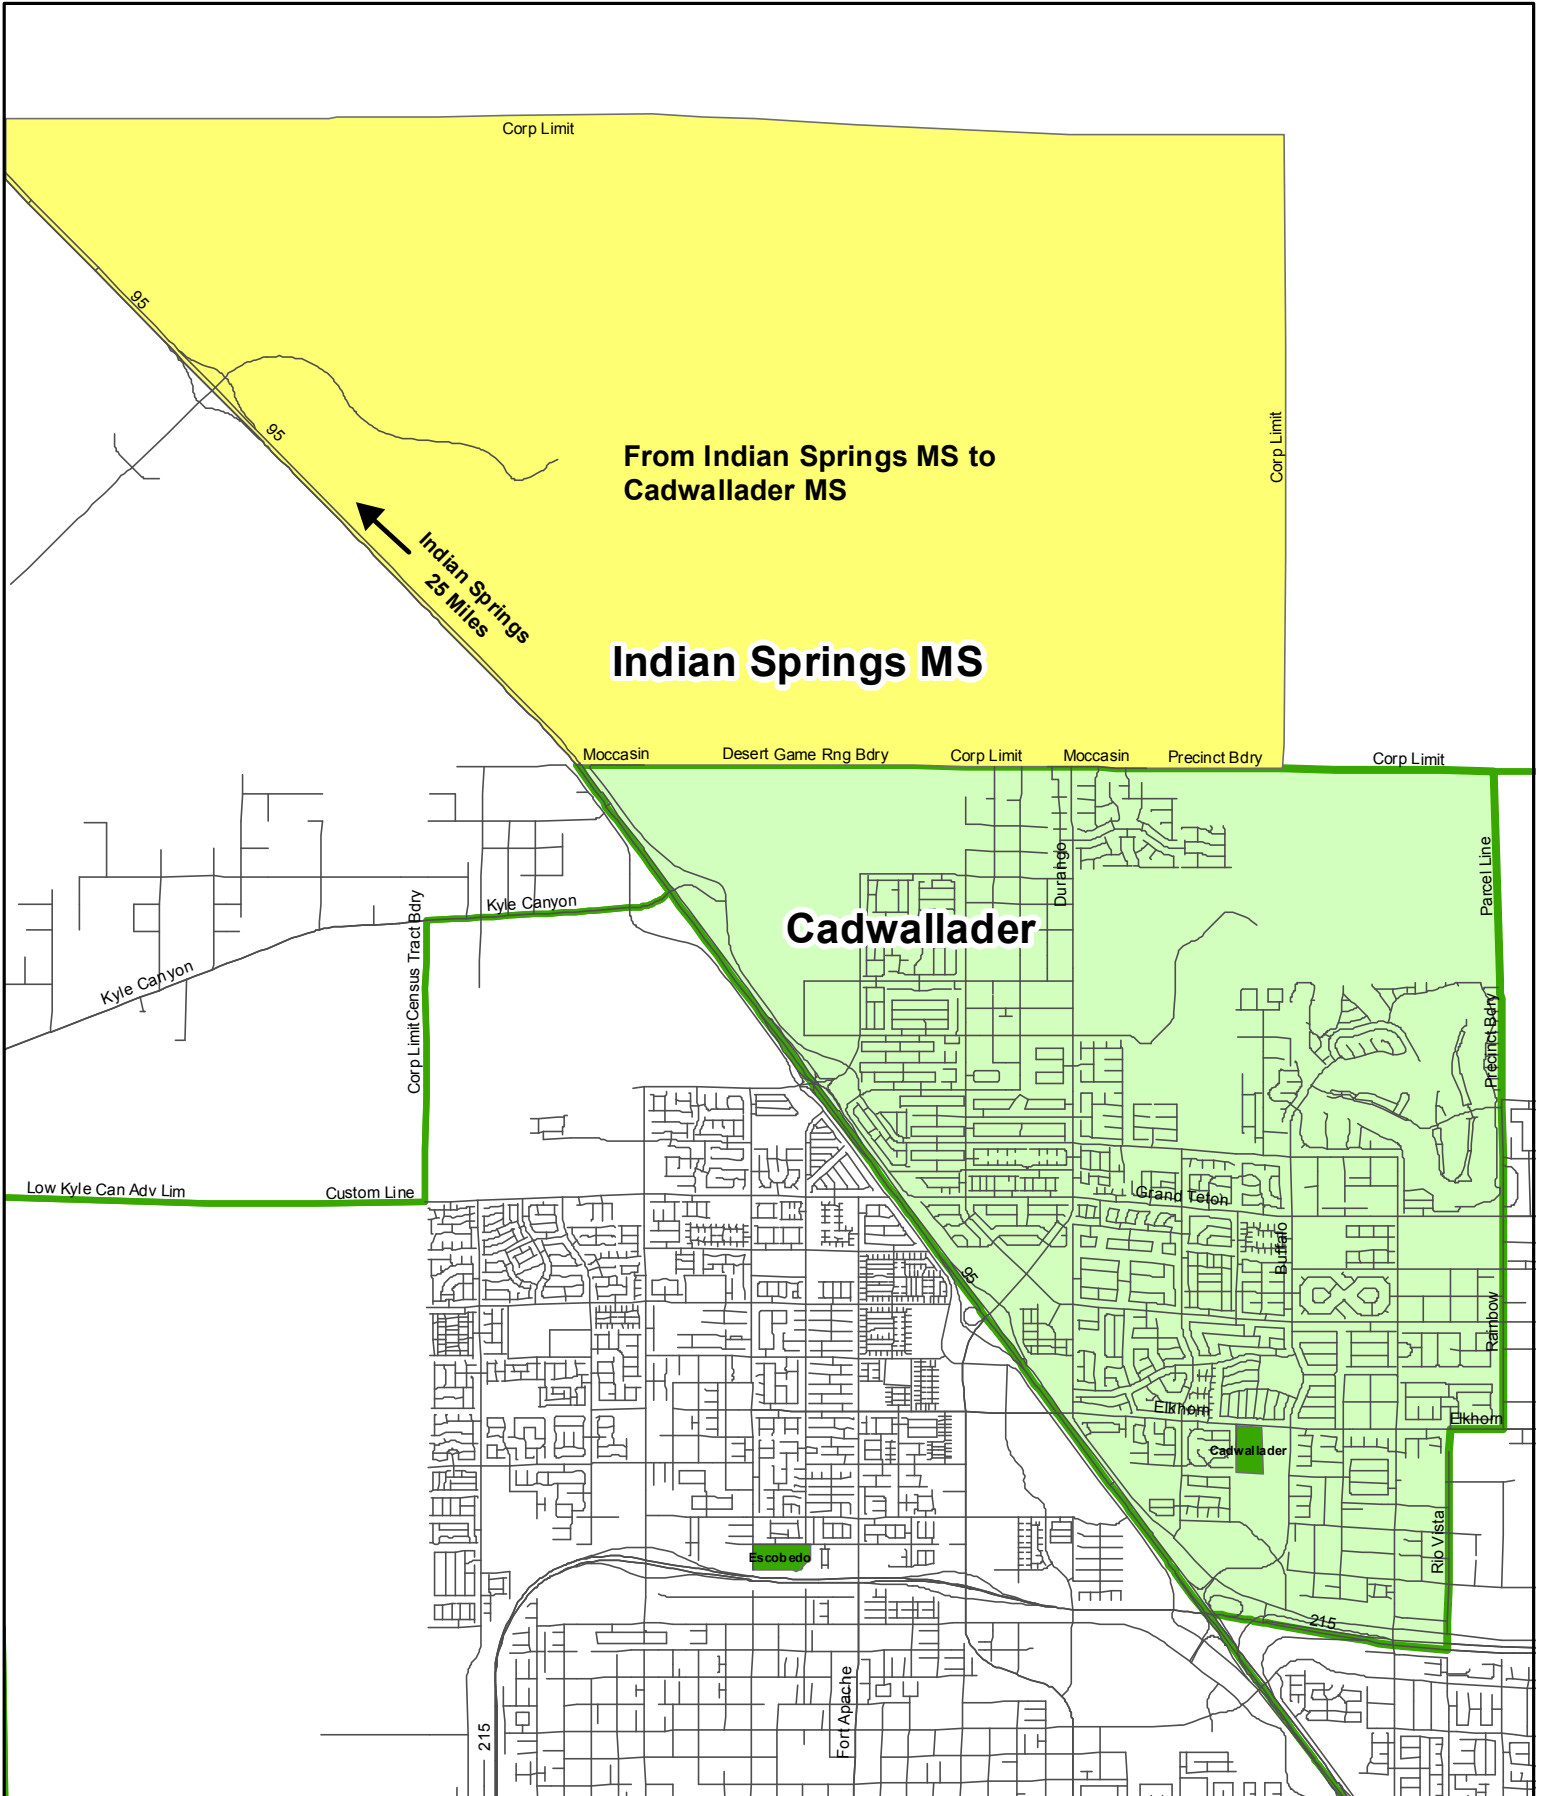 Corp Limit
95
95
Corp Limit
From Indian Springs MS to
Cadwallader MS
Indian Springs
25 Miles
Indian Springs MS
Moccasin
Desert Game Rng Bdry
Corp Limit
Moccasin
Precinct Bdry
Corp Limit
Durango
Parcel Line
Kyle Canyon
Cadwallader
Kyle Canyon
Corp Limit
Census Tract Bdry
Precinct Bdry
Low Kyle Can Adv Lim
Custom Line
Grand Teton
Buffalo
95
Rainbow
Elkhorn
Elkhorn
Cadwallader
Rio Vista
Escobedo
215
Fort Apache
215